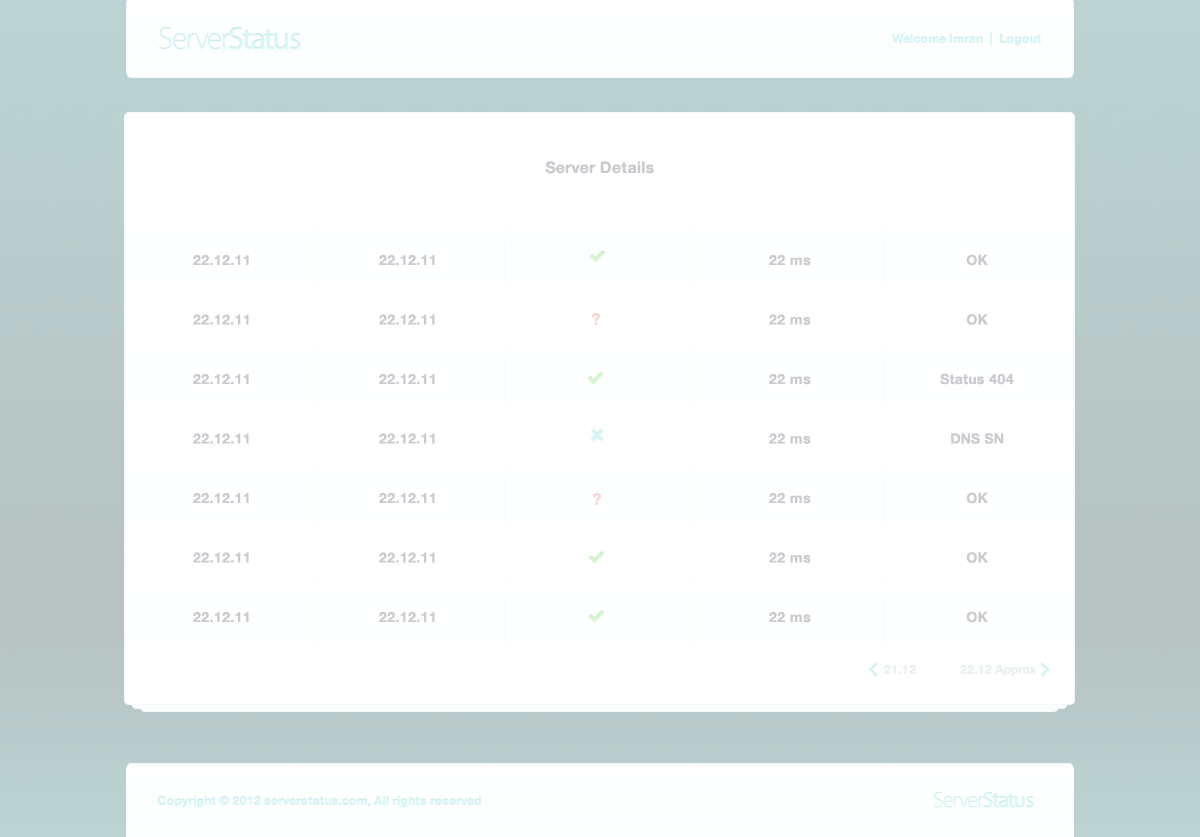 ServerStatus
Welcome Imran | Logout
Server Details
22.12.11 22.12.11 22 ms OK
22.12.11 22.12.11 ? 22 ms OK
22.12.11 22.12.11 22 ms Status 404
22.12.11 22.12.11 22 ms DNS SN
22.12.11 22.12.11 ? 22 ms OK
22.12.11 22.12.11 22 ms OK
22.12.11 22.12.11 22 ms OK
21.12 22.12 Approx
Copyright © 2012 serverstatus.com, All rights reserved
ServerStatus